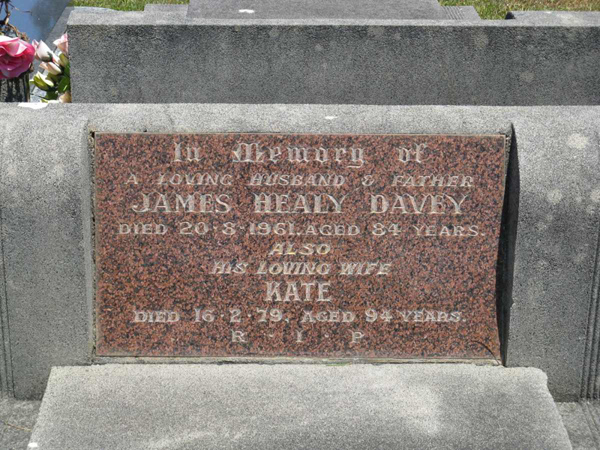 In Memory of
A LOVING HUSBAND & FATHER
JAMES HEALY DAVEY
DIED 20-8-1961. AGED 84 YEARS.
ALSO
HIS LOVING WIFE
KATE
DIED 16-2-79. AGED 94 YEARS.
R - I - P